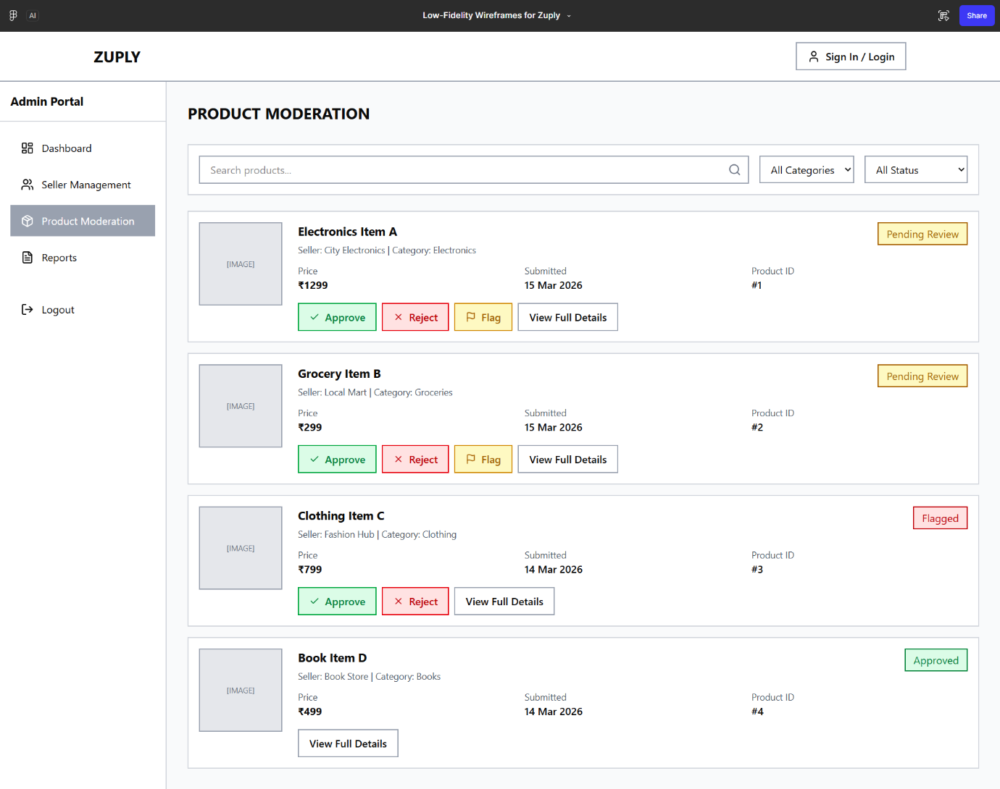 AI
Low-Fidelity Wireframes for Zuply
Share
ZUPLY
Sign In / Login
Admin Portal
Dashboard
Seller Management
Product Moderation
Reports
Logout
PRODUCT MODERATION
Search products...
All Categories
All Status
[IMAGE]
Electronics Item A
Pending Review
Seller: City Electronics | Category: Electronics
Price
Submitted
Product ID
₹1299
15 Mar 2026
#1
Approve
Reject
Flag
View Full Details
[IMAGE]
Grocery Item B
Pending Review
Seller: Local Mart | Category: Groceries
Price
Submitted
Product ID
₹299
15 Mar 2026
#2
Approve
Reject
Flag
View Full Details
[IMAGE]
Clothing Item C
Flagged
Seller: Fashion Hub | Category: Clothing
Price
Submitted
Product ID
₹799
14 Mar 2026
#3
Approve
Reject
View Full Details
[IMAGE]
Book Item D
Approved
Seller: Book Store | Category: Books
Price
Submitted
Product ID
₹499
14 Mar 2026
#4
View Full Details